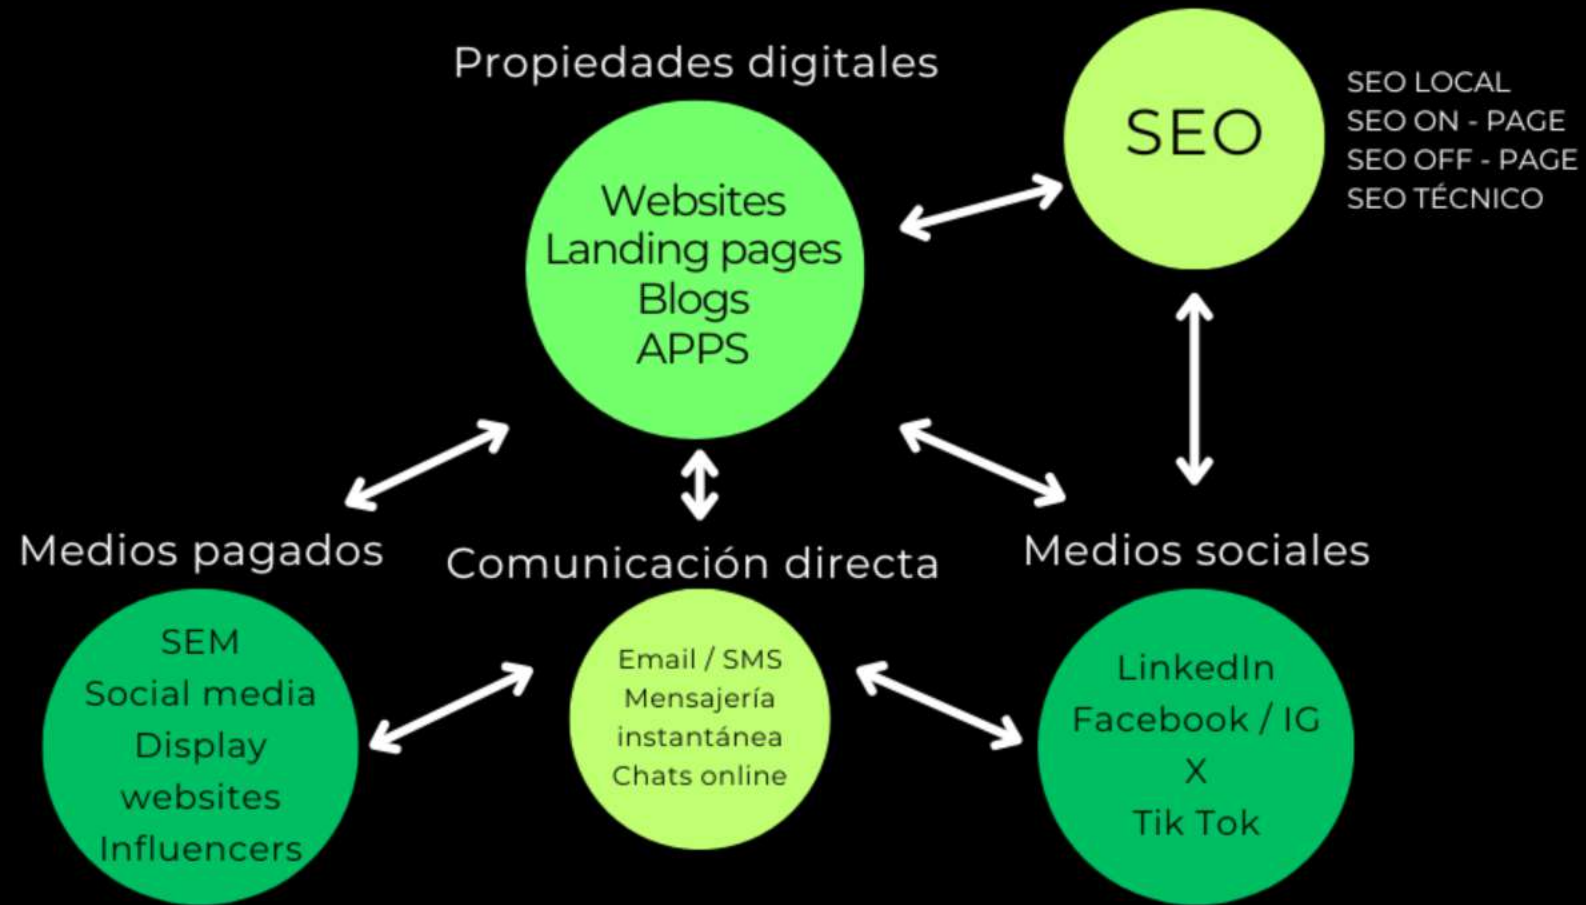 Propiedades digitales
Websites
Landing pages
Blogs
APPS
SEO
SEO LOCAL
SEO ON - PAGE
SEO OFF - PAGE
SEO TÉCNICO
Medios pagados
SEM
Social media
Display
websites
Influencers
Comunicación directa
Email / SMS
Mensajería
instantánea
Chats online
Medios sociales
LinkedIn
Facebook / IG
X
Tik Tok